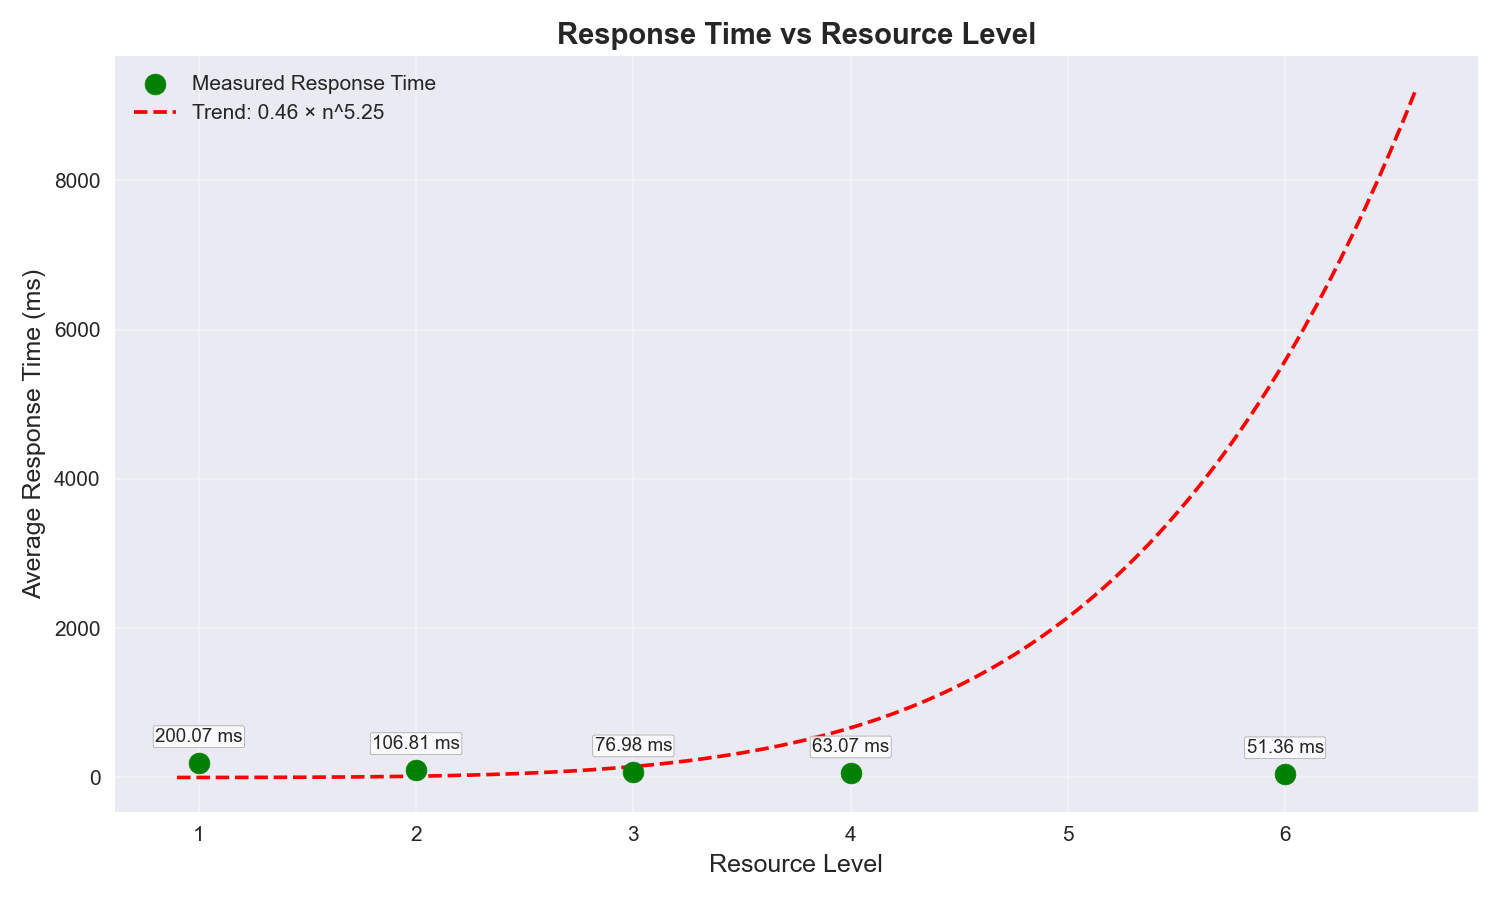 Response Time vs Resource Level
Measured Response Time
Trend: 0.46 × n^5.25
Average Response Time (ms)
8000
6000
4000
2000
0
200.07 ms
106.81 ms
76.98 ms
63.07 ms
51.36 ms
1
2
3
4
5
6
Resource Level